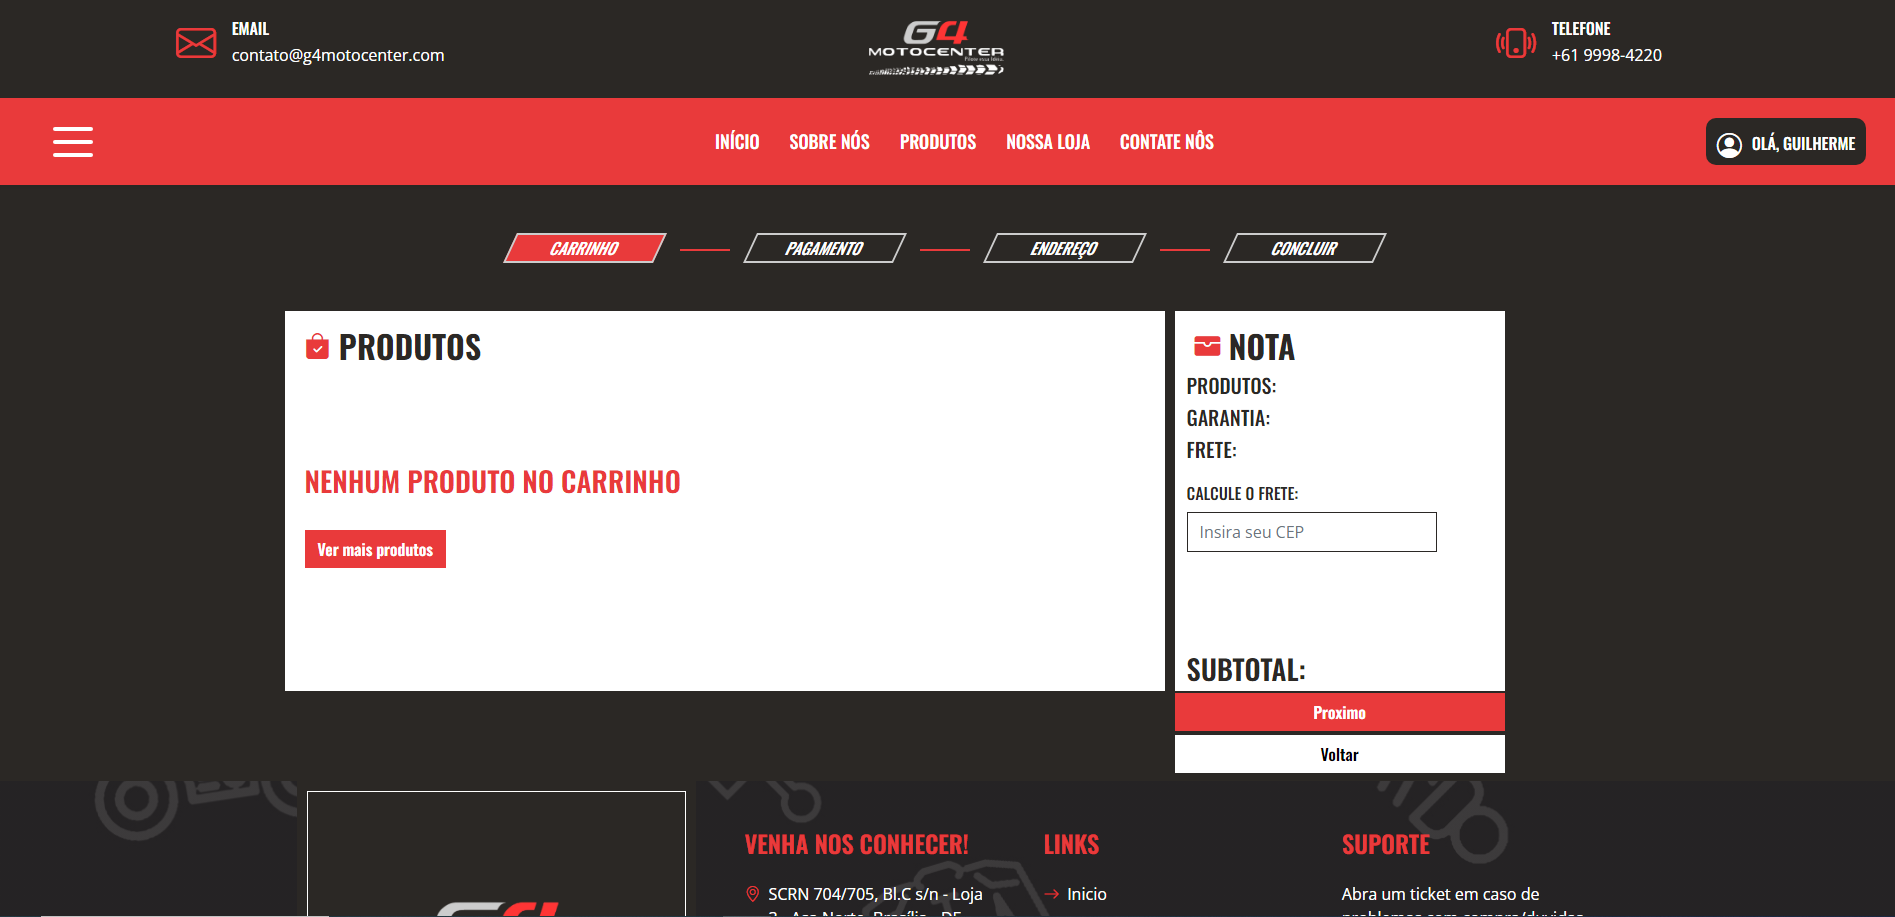 EMAIL
contato@g4motocenter.com
G4
MOTOCENTER
TELEFONE
+61 9998-4220
INÍCIO SOBRE NÓS PRODUTOS NOSSA LOJA CONTATE NÔS
OLÁ, GUILHERME
CARRINHO PAGAMENTO ENDEREÇO CONCLUIR
PRODUTOS
NENHUM PRODUTO NO CARRINHO
Ver mais produtos
NOTA
PRODUTOS:
GARANTIA:
FRETE:
CALCULE O FRETE:
Insira seu CEP
SUBTOTAL:
Proximo
Voltar
G4
VENHA NOS CONHECER!
SCRN 704/705, Bl.C s/n - Loja
LINKS
Inicio
SUPORTE
Abra um ticket em caso de